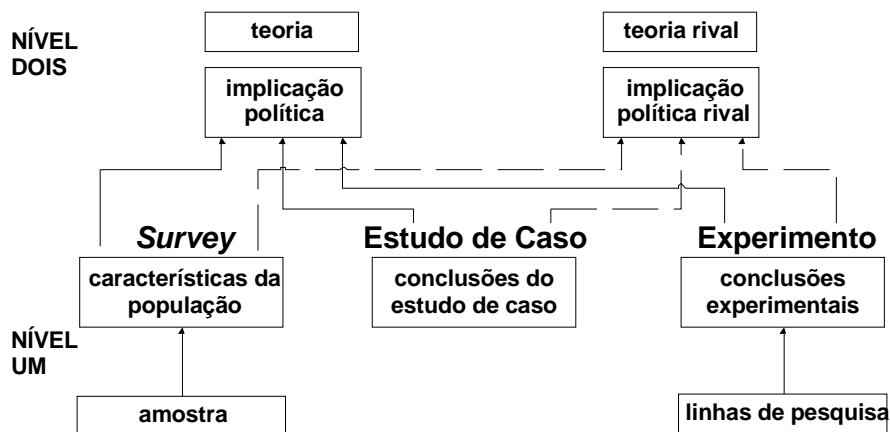 NÍVEL
DOIS
teoria
teoria rival
implicação
política
implicação
política rival
Survey
Estudo de Caso
Experimento
características da
população
conclusões do
estudo de caso
conclusões
experimentais
NÍVEL
UM
amostra
linhas de pesquisa